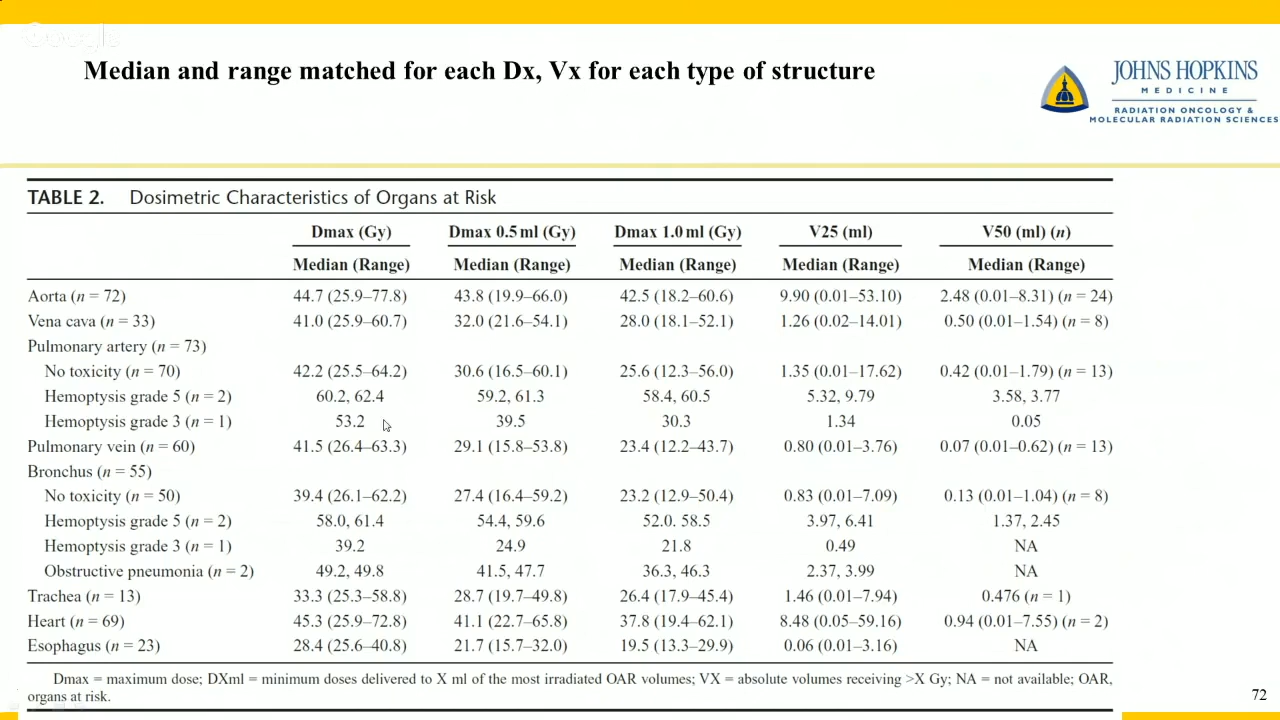 Google
Median and range matched for each Dx, Vx for each type of structure
JOHNS HOPKINS
MEDICINE
RADIATION ONCOLOGY &
MOLECULAR RADIATION SCIENCES
TABLE 2. Dosimetric Characteristics of Organs at Risk
Dmax (Gy) Dmax 0.5 ml (Gy) Dmax 1.0 ml (Gy) V25 (ml) V50 (ml) (n)
Median (Range) Median (Range) Median (Range) Median (Range) Median (Range)
Aorta (n = 72) 44.7 (25.9–77.8) 43.8 (19.9–66.0) 42.5 (18.2–60.6) 9.90 (0.01–53.10) 2.48 (0.01–8.31) (n = 24)
Vena cava (n = 33) 41.0 (25.9–60.7) 32.0 (21.6–54.1) 28.0 (18.1–52.1) 1.26 (0.02–14.01) 0.50 (0.01–1.54) (n = 8)
Pulmonary artery (n = 73)
No toxicity (n = 70) 42.2 (25.5–64.2) 30.6 (16.5–60.1) 25.6 (12.3–56.0) 1.35 (0.01–17.62) 0.42 (0.01–1.79) (n = 13)
Hemoptysis grade 5 (n = 2) 60.2, 62.4 59.2, 61.3 58.4, 60.5 5.32, 9.79 3.58, 3.77
Hemoptysis grade 3 (n = 1) 53.2 39.5 30.3 1.34 0.05
Pulmonary vein (n = 60) 41.5 (26.4–63.3) 29.1 (15.8–53.8) 23.4 (12.2–43.7) 0.80 (0.01–3.76) 0.07 (0.01–0.62) (n = 13)
Bronchus (n = 55)
No toxicity (n = 50) 39.4 (26.1–62.2) 27.4 (16.4–59.2) 23.2 (12.9–50.4) 0.83 (0.01–7.09) 0.13 (0.01–1.04) (n = 8)
Hemoptysis grade 5 (n = 2) 58.0, 61.4 54.4, 59.6 52.0. 58.5 3.97, 6.41 1.37, 2.45
Hemoptysis grade 3 (n = 1) 39.2 24.9 21.8 0.49 NA
Obstructive pneumonia (n = 2) 49.2, 49.8 41.5, 47.7 36.3, 46.3 2.37, 3.99 NA
Trachea (n = 13) 33.3 (25.3–58.8) 28.7 (19.7–49.8) 26.4 (17.9–45.4) 1.46 (0.01–7.94) 0.476 (n = 1)
Heart (n = 69) 45.3 (25.9–72.8) 41.1 (22.7–65.8) 37.8 (19.4–62.1) 8.48 (0.05–59.16) 0.94 (0.01–7.55) (n = 2)
Esophagus (n = 23) 28.4 (25.6–40.8) 21.7 (15.7–32.0) 19.5 (13.3–29.9) 0.06 (0.01–3.16) NA
Dmax = maximum dose; DXml = minimum doses delivered to X ml of the most irradiated OAR volumes; VX = absolute volumes receiving >X Gy; NA = not available; OAR,
organs at risk.
72